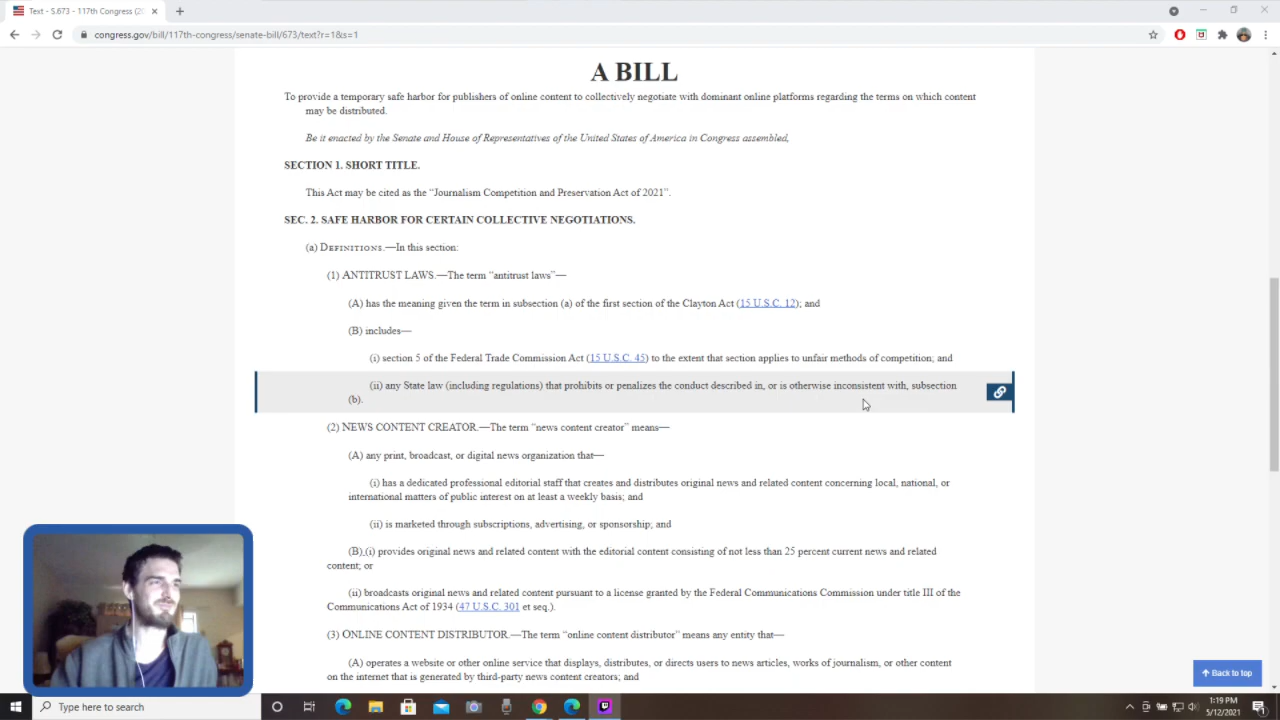 Text - S.673 - 117th Congress (20
congress.gov/bill/117th-congress/senate-bill/673/text?r=1&s=1
A BILL
To provide a temporary safe harbor for publishers of online content to collectively negotiate with dominant online platforms regarding the terms on which content
may be distributed.
Be it enacted by the Senate and House of Representatives of the United States of America in Congress assembled,
SECTION 1. SHORT TITLE.
This Act may be cited as the “Journalism Competition and Preservation Act of 2021”.
SEC. 2. SAFE HARBOR FOR CERTAIN COLLECTIVE NEGOTIATIONS.
(a) DEFINITIONS.—In this section:
(1) ANTITRUST LAWS.—The term “antitrust laws”—
(A) has the meaning given the term in subsection (a) of the first section of the Clayton Act (15 U.S.C. 12); and
(B) includes—
(i) section 5 of the Federal Trade Commission Act (15 U.S.C. 45) to the extent that section applies to unfair methods of competition; and
(ii) any State law (including regulations) that prohibits or penalizes the conduct described in, or is otherwise inconsistent with, subsection
(b).
(2) NEWS CONTENT CREATOR.—The term “news content creator” means—
(A) any print, broadcast, or digital news organization that—
(i) has a dedicated professional editorial staff that creates and distributes original news and related content concerning local, national, or
international matters of public interest on at least a weekly basis; and
(ii) is marketed through subscriptions, advertising, or sponsorship; and
(B) (i) provides original news and related content with the editorial content consisting of not less than 25 percent current news and related
content; or
(ii) broadcasts original news and related content pursuant to a license granted by the Federal Communications Commission under title III of the
Communications Act of 1934 (47 U.S.C. 301 et seq.).
(3) ONLINE CONTENT DISTRIBUTOR.—The term “online content distributor” means any entity that—
(A) operates a website or other online service that displays, distributes, or directs users to news articles, works of journalism, or other content
on the internet that is generated by third-party news content creators; and
Back to top
Type here to search
1:19 PM
5/12/2021